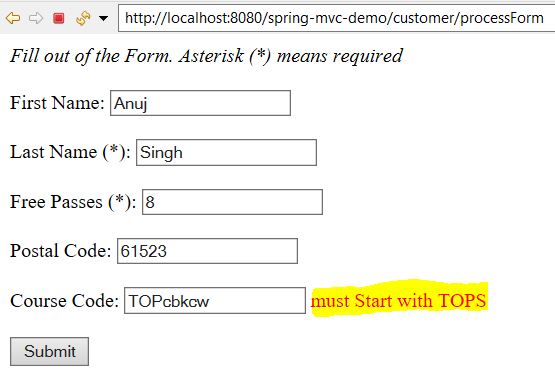 http://localhost:8080/spring-mvc-demo/customer/processForm
Fill out of the Form. Asterisk (*) means required
First Name: Anuj
Last Name (*): Singh
Free Passes (*): 8
Postal Code: 61523
Course Code: TOPcbkcw must Start with TOPS
Submit